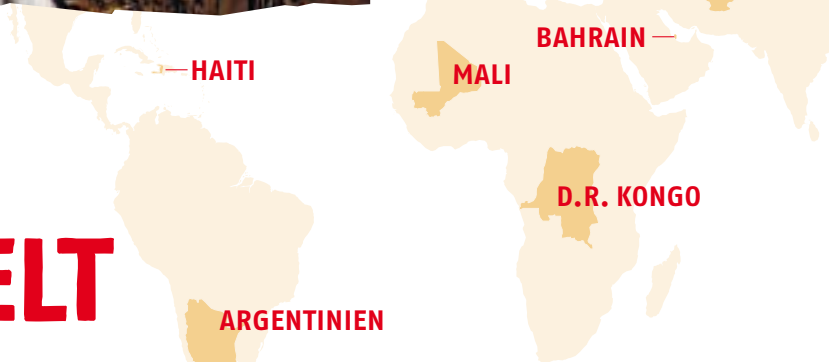 BAHRAIN
HAITI
MALI
D.R. KONGO
ELT
ARGENTINIEN